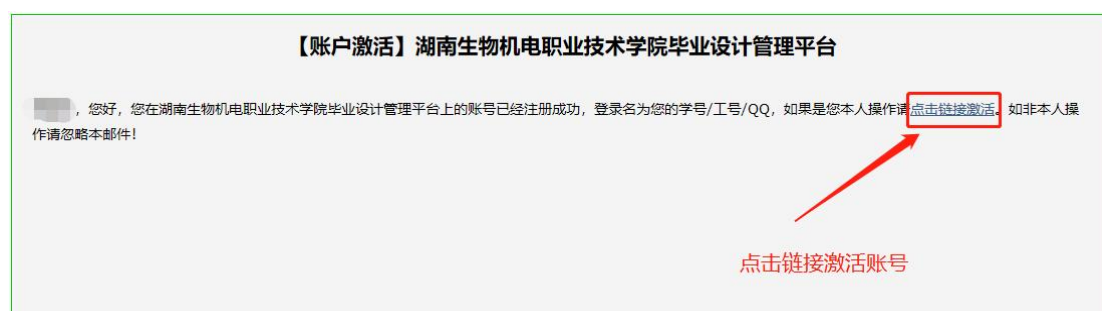 【账户激活】湖南生物机电职业技术学院毕业设计管理平台
，您好，您在湖南生物机电职业技术学院毕业设计管理平台上的账号已经注册成功，登录名为您的学号/工号/QQ，如果是您本人操作请点击链接激活。如非本人操
作请忽略本邮件！
点击链接激活账号